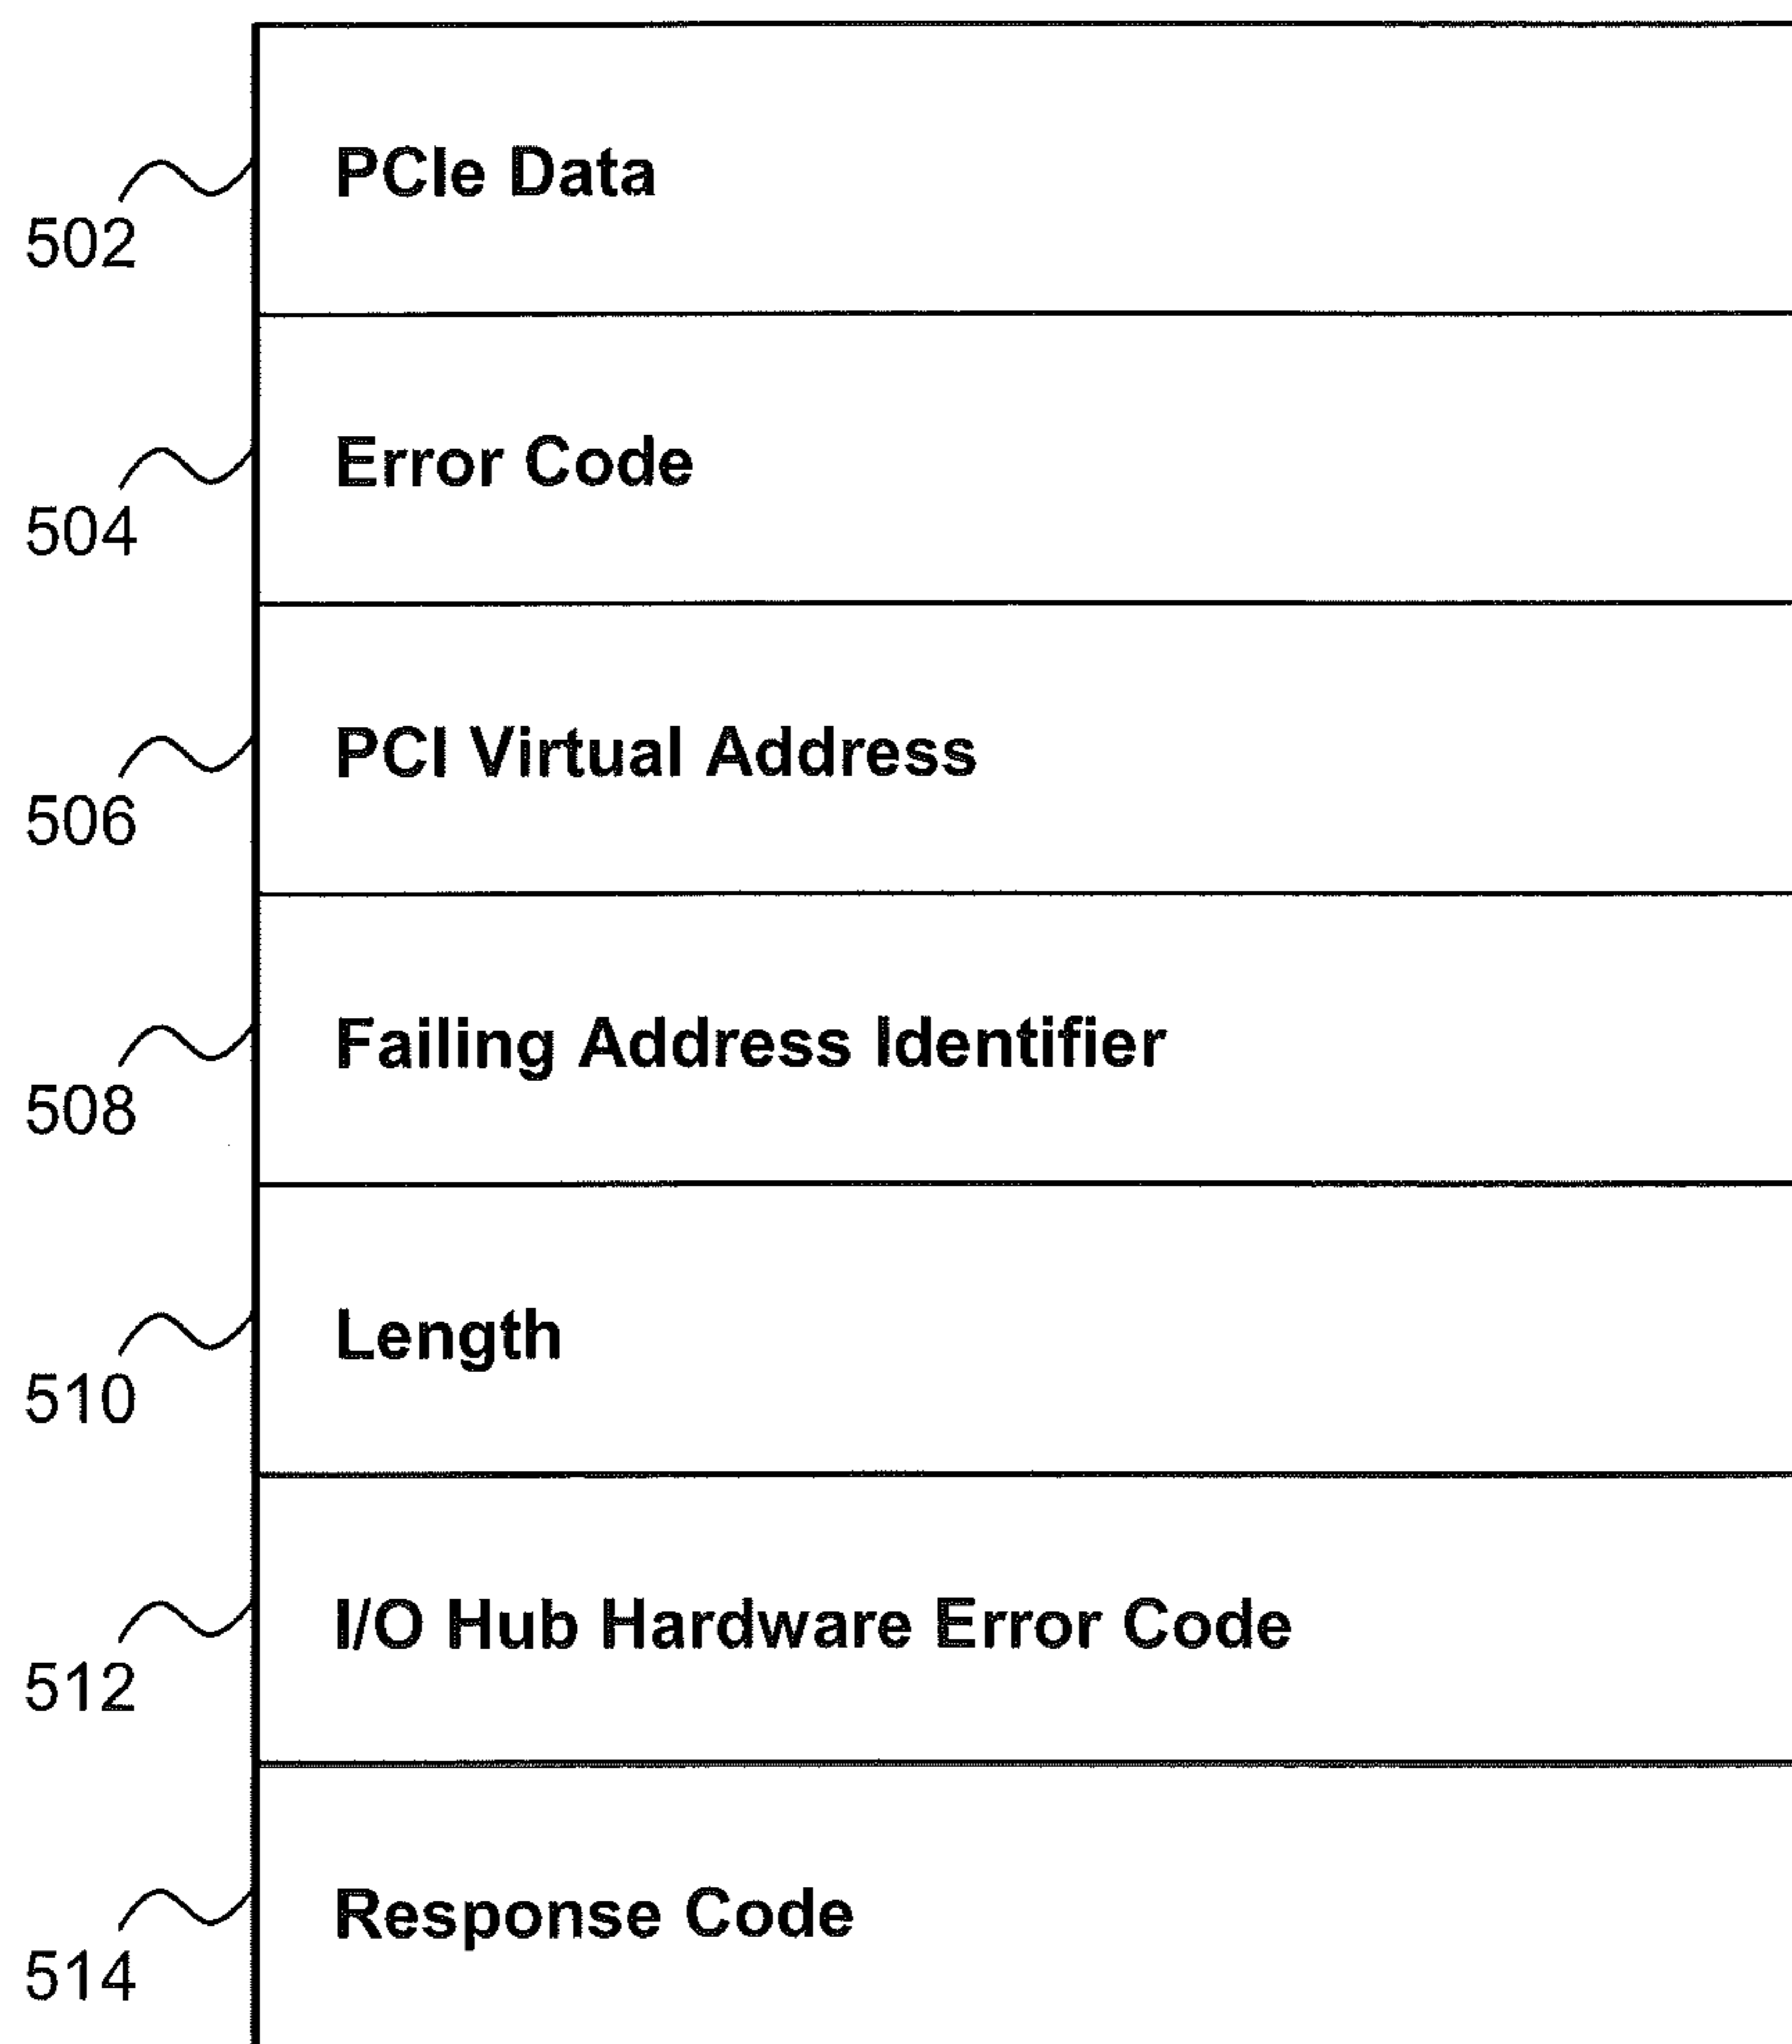 PCIe Data
502
Error Code
504
PCI Virtual Address
506
Failing Address Identifier
508
Length
510
I/O Hub Hardware Error Code
512
Response Code
514